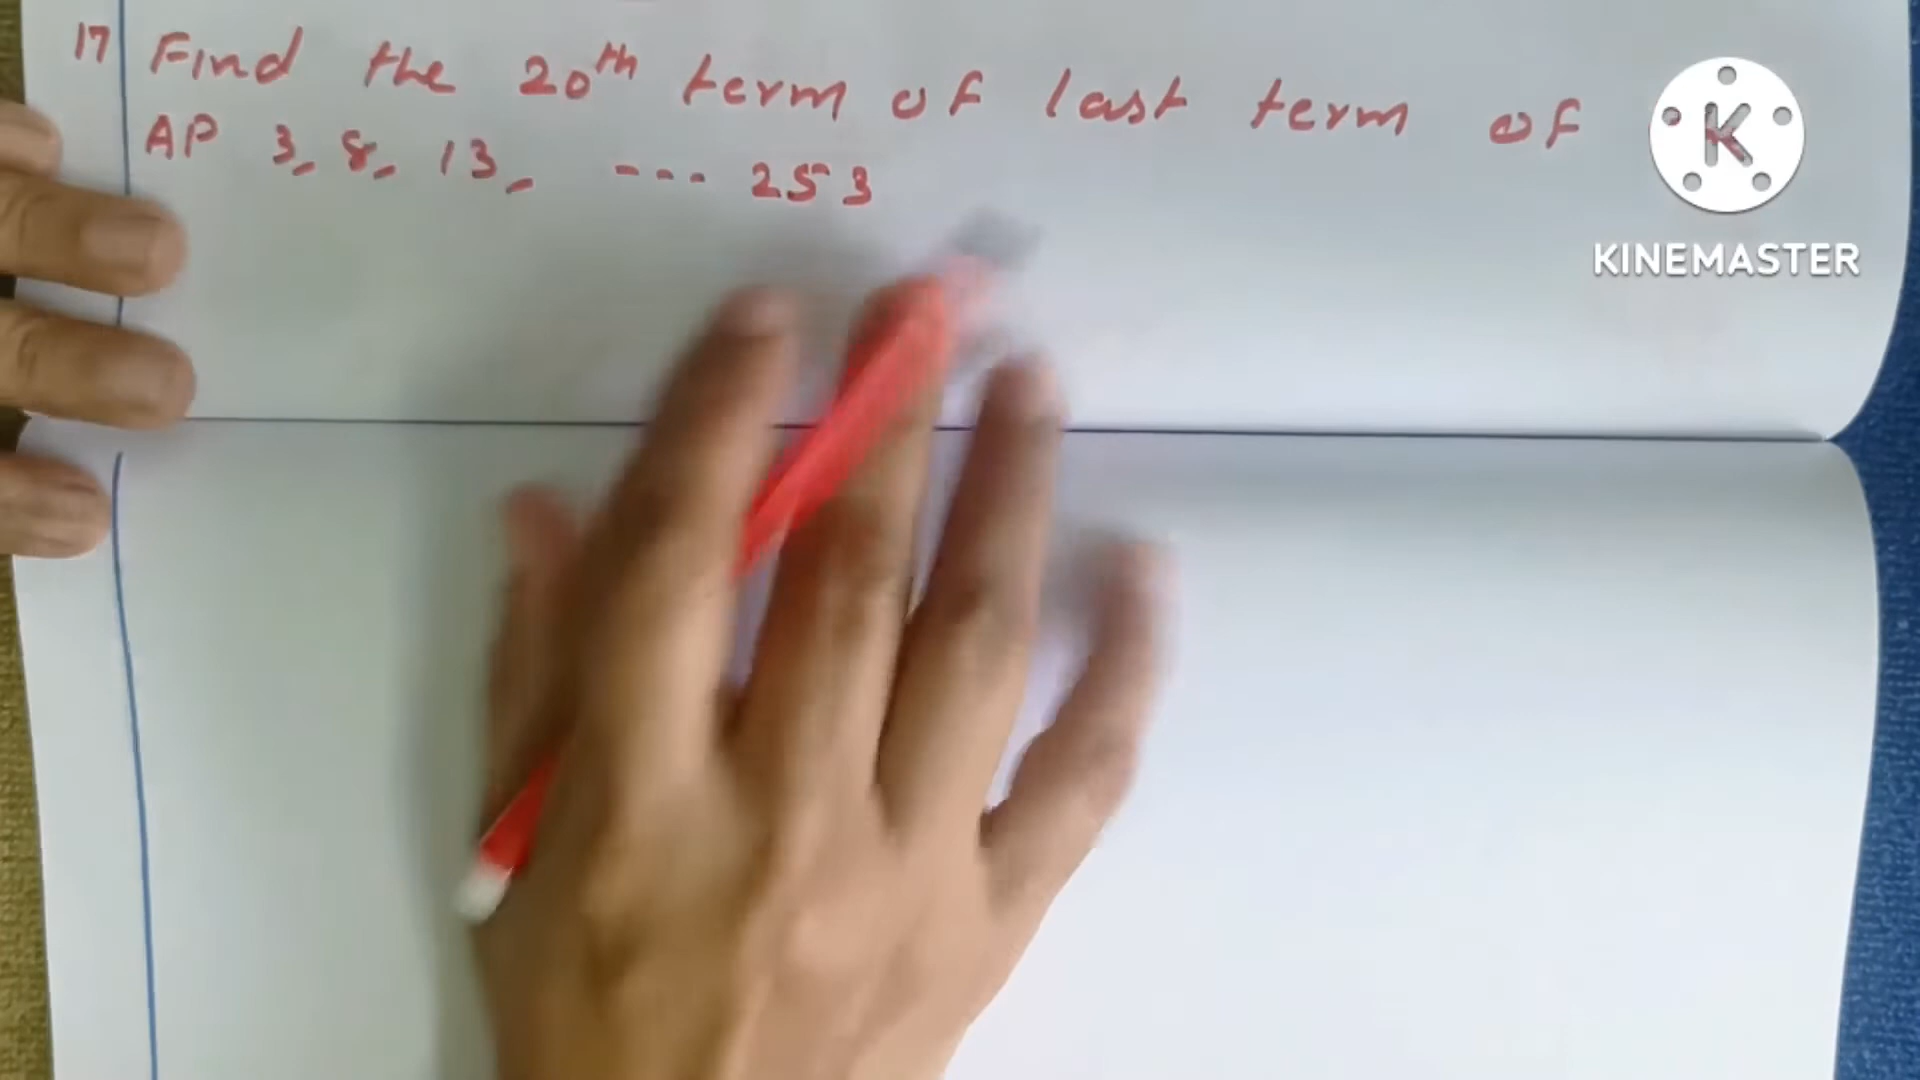 17 Find the 20th term of last term of
AP 3, 8, 13, --- 253
K
KINEMASTER